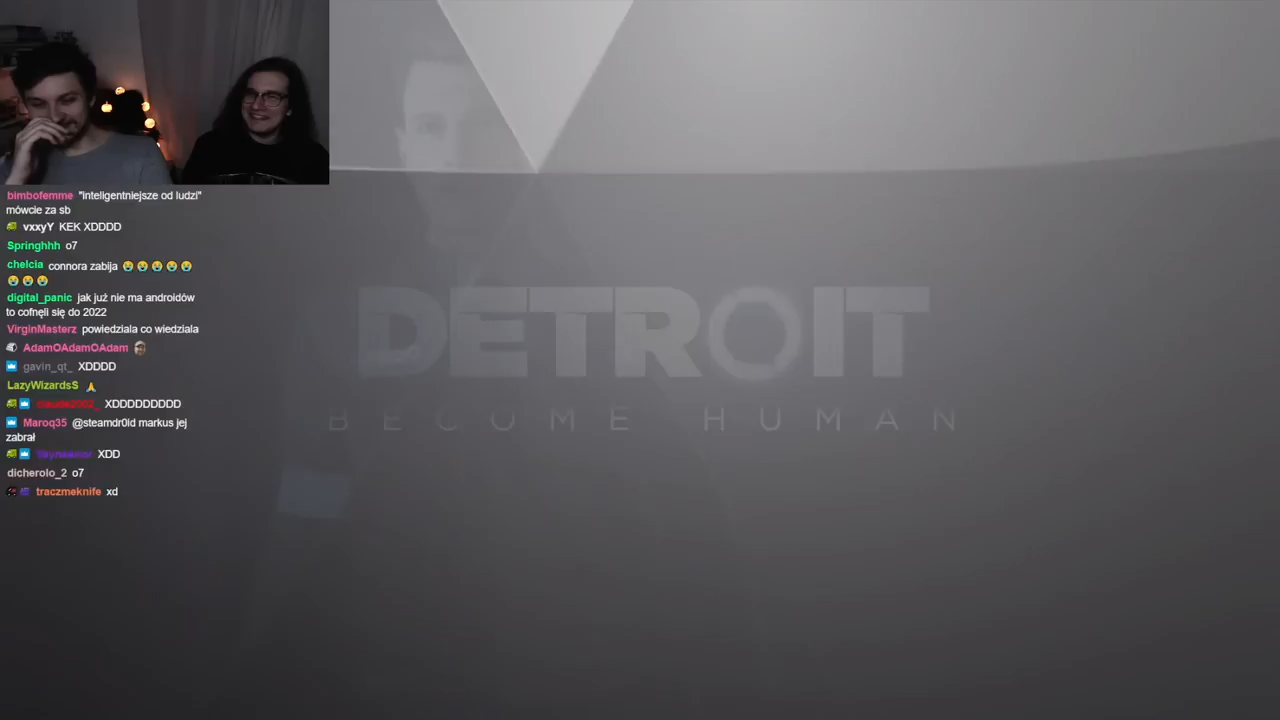 DETROIT
BECOME HUMAN
bimbofemme "inteligentniejsze od ludzi"
mówcie za sb
vxxyY KEK XDDDD
Springhhh o7
chelcia connora zabija 😭 😭 😭 😭 😭
😭 😭 😭
digital_panic jak już nie ma androidów
to cofnęli się do 2022
VirginMasterz powiedziala co wiedziala
AdamOAdamOAdam
gavin_qt_ XDDDD
LazyWizardsS 🙏
XDDDDDDDDD
Maroq35 @steamdr0ld markus jej
zabrał
XDD
dicherolo_2 o7
traczmeknife xd